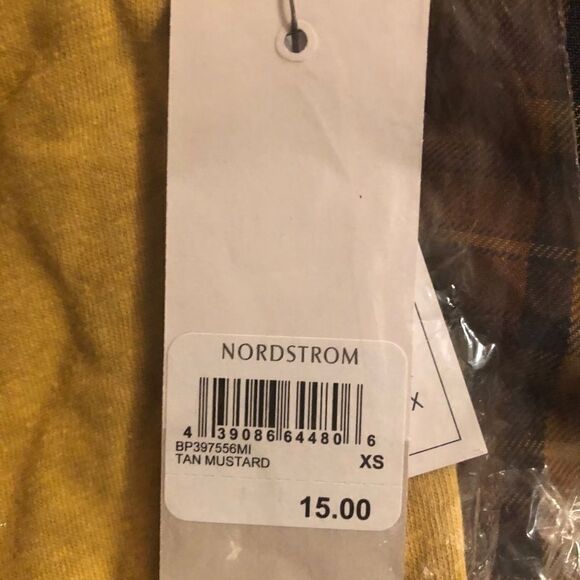 NORDSTROM
4 39086 64480 6
BP397556MI
TAN MUSTARD XS
15.00
X